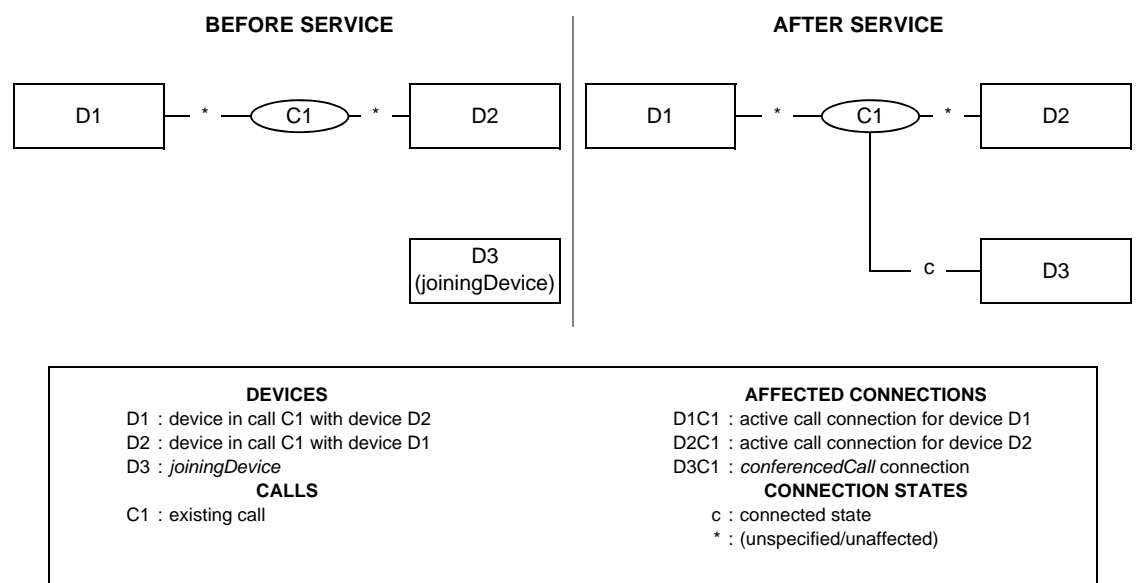 BEFORE SERVICE
AFTER SERVICE
D1 * C1 * D2
D1 * C1 * D2
D3
(joiningDevice)
c D3
DEVICES
D1 : device in call C1 with device D2
D2 : device in call C1 with device D1
D3 : joiningDevice
CALLS
C1 : existing call
AFFECTED CONNECTIONS
D1C1 : active call connection for device D1
D2C1 : active call connection for device D2
D3C1 : conferencedCall connection
CONNECTION STATES
c : connected state
* : (unspecified/unaffected)